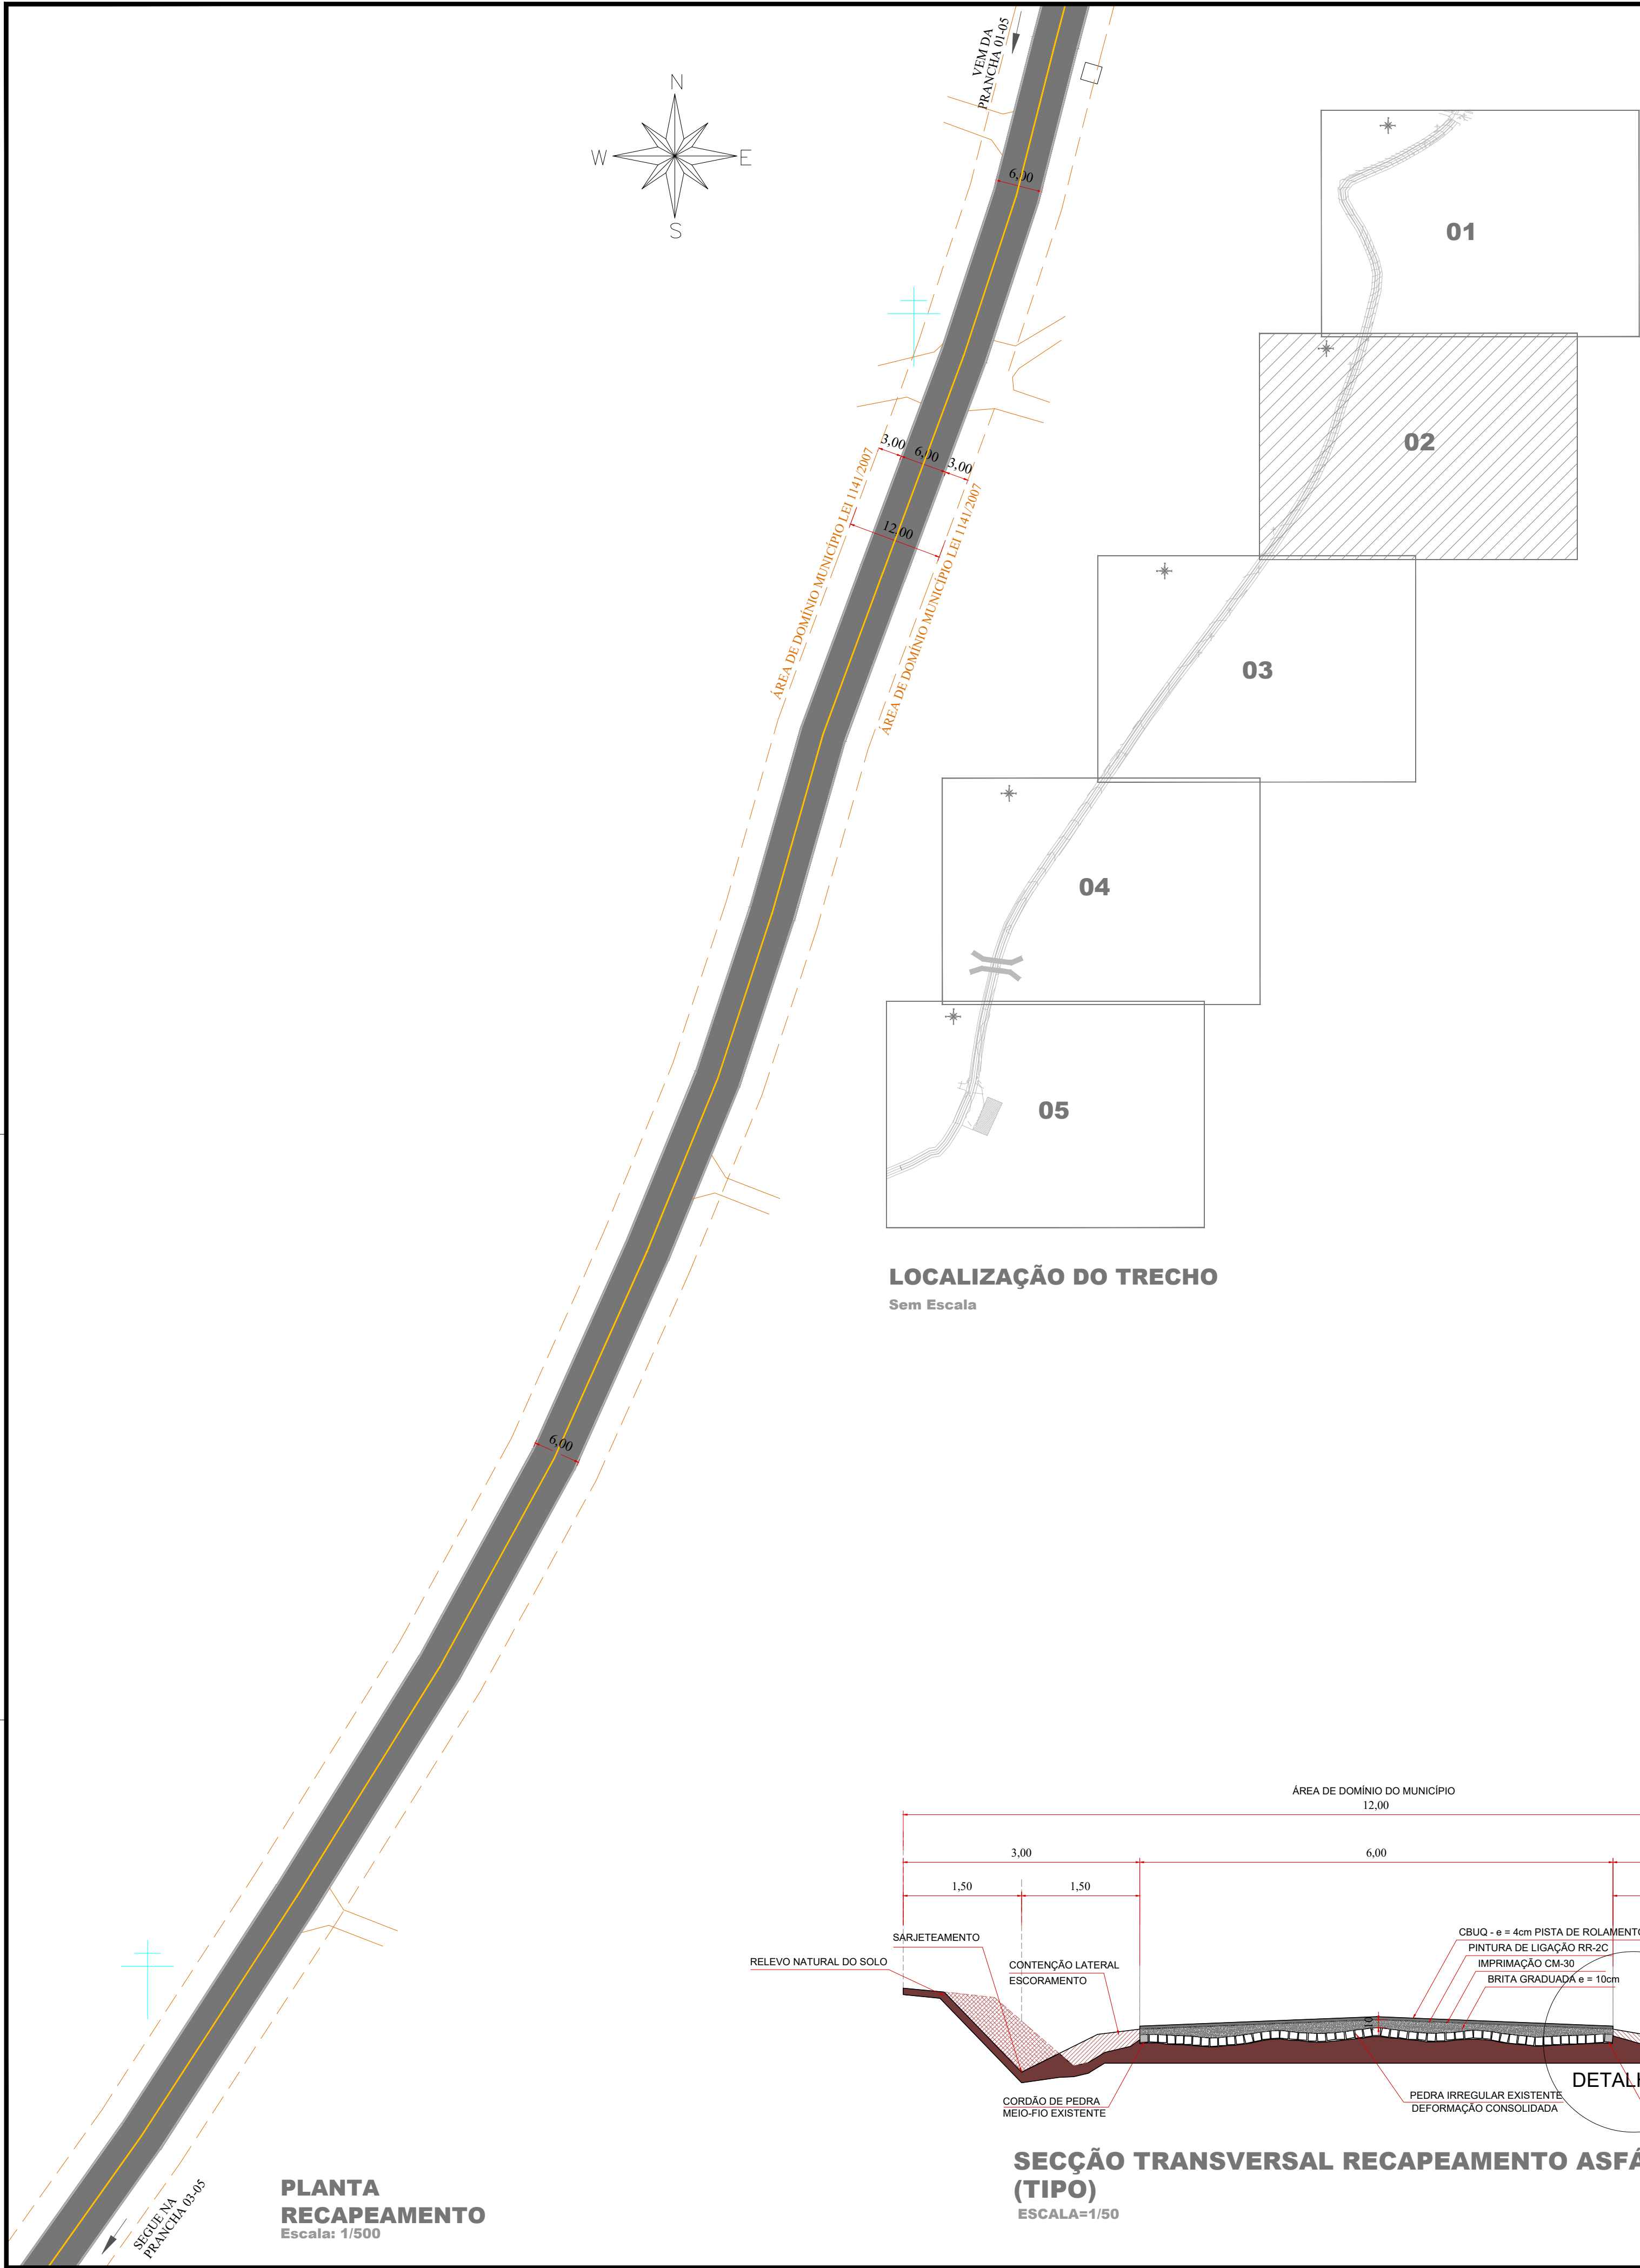 VEM DA
PRANCHA 01-05
N
W
E
S
6,00
01
02
3,00
6,00
3,00
12,00
ÁREA DE DOMÍNIO MUNICÍPIO LEI 1141/2007
ÁREA DE DOMÍNIO MUNICÍPIO LEI 1141/2007
03
04
05
LOCALIZAÇÃO DO TRECHO
Sem Escala
6,00
ÁREA DE DOMÍNIO DO MUNICÍPIO
12,00
3,00
6,00
1,50
1,50
SARJETEAMENTO
RELEVO NATURAL DO SOLO
CONTENÇÃO LATERAL
ESCORAMENTO
CBUQ - e = 4cm PISTA DE ROLAMENTO
PINTURA DE LIGAÇÃO RR-2C
IMPRIMAÇÃO CM-30
BRITA GRADUADA e = 10cm
10
CORDÃO DE PEDRA
MEIO-FIO EXISTENTE
PEDRA IRREGULAR EXISTENTE
DEFORMAÇÃO CONSOLIDADA
DETALH
SECÇÃO TRANSVERSAL RECAPEAMENTO ASFÁ
(TIPO)
ESCALA=1/50
PLANTA
RECAPEAMENTO
Escala: 1/500
SEGUE NA
PRANCHA 03-05